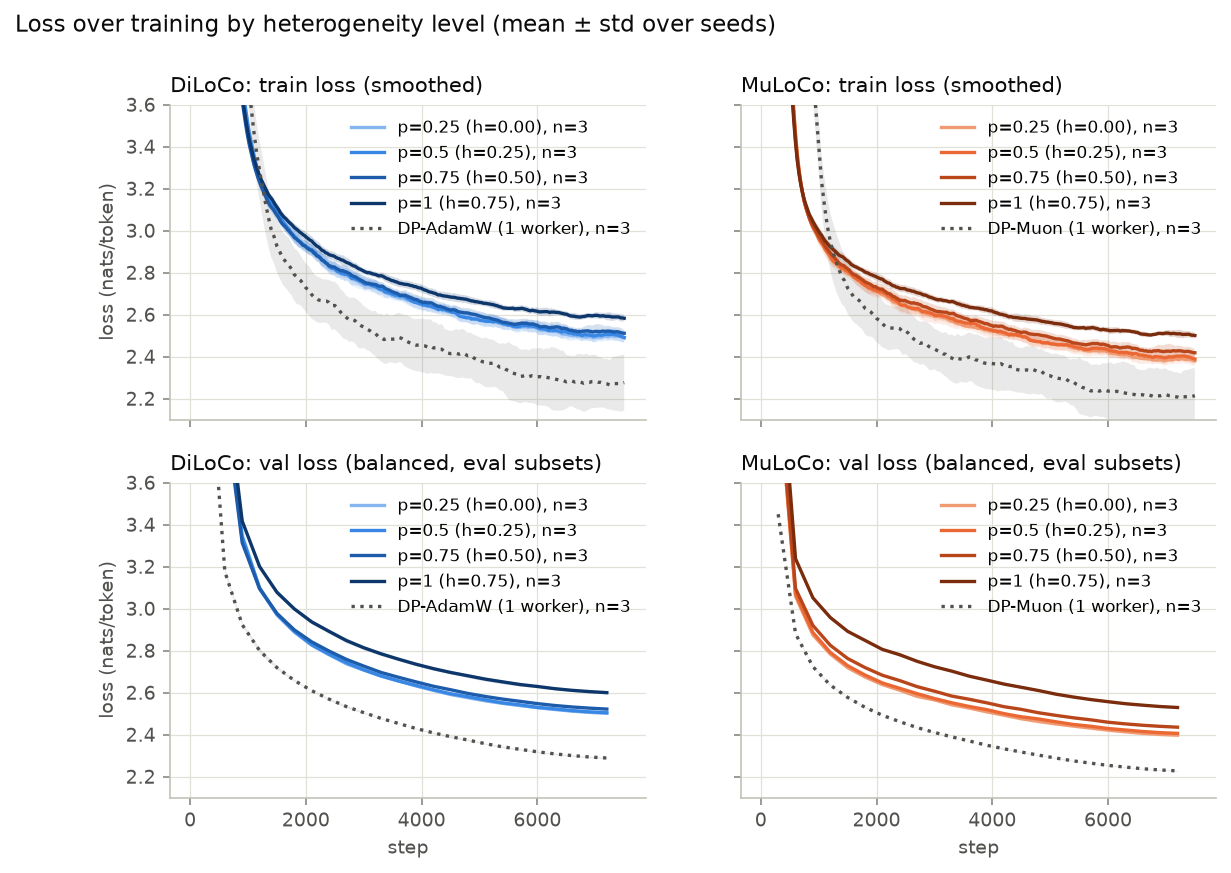 Loss over training by heterogeneity level (mean ± std over seeds)
DiLoCo: train loss (smoothed)
3.6
3.4
3.2
3.0
2.8
2.6
2.4
2.2
loss (nats/token)
p=0.25 (h=0.00), n=3
p=0.5 (h=0.25), n=3
p=0.75 (h=0.50), n=3
p=1 (h=0.75), n=3
DP-AdamW (1 worker), n=3
MuLoCo: train loss (smoothed)
p=0.25 (h=0.00), n=3
p=0.5 (h=0.25), n=3
p=0.75 (h=0.50), n=3
p=1 (h=0.75), n=3
DP-Muon (1 worker), n=3
DiLoCo: val loss (balanced, eval subsets)
3.6
3.4
3.2
3.0
2.8
2.6
2.4
2.2
loss (nats/token)
p=0.25 (h=0.00), n=3
p=0.5 (h=0.25), n=3
p=0.75 (h=0.50), n=3
p=1 (h=0.75), n=3
DP-AdamW (1 worker), n=3
0 2000 4000 6000
step
MuLoCo: val loss (balanced, eval subsets)
p=0.25 (h=0.00), n=3
p=0.5 (h=0.25), n=3
p=0.75 (h=0.50), n=3
p=1 (h=0.75), n=3
DP-Muon (1 worker), n=3
0 2000 4000 6000
step